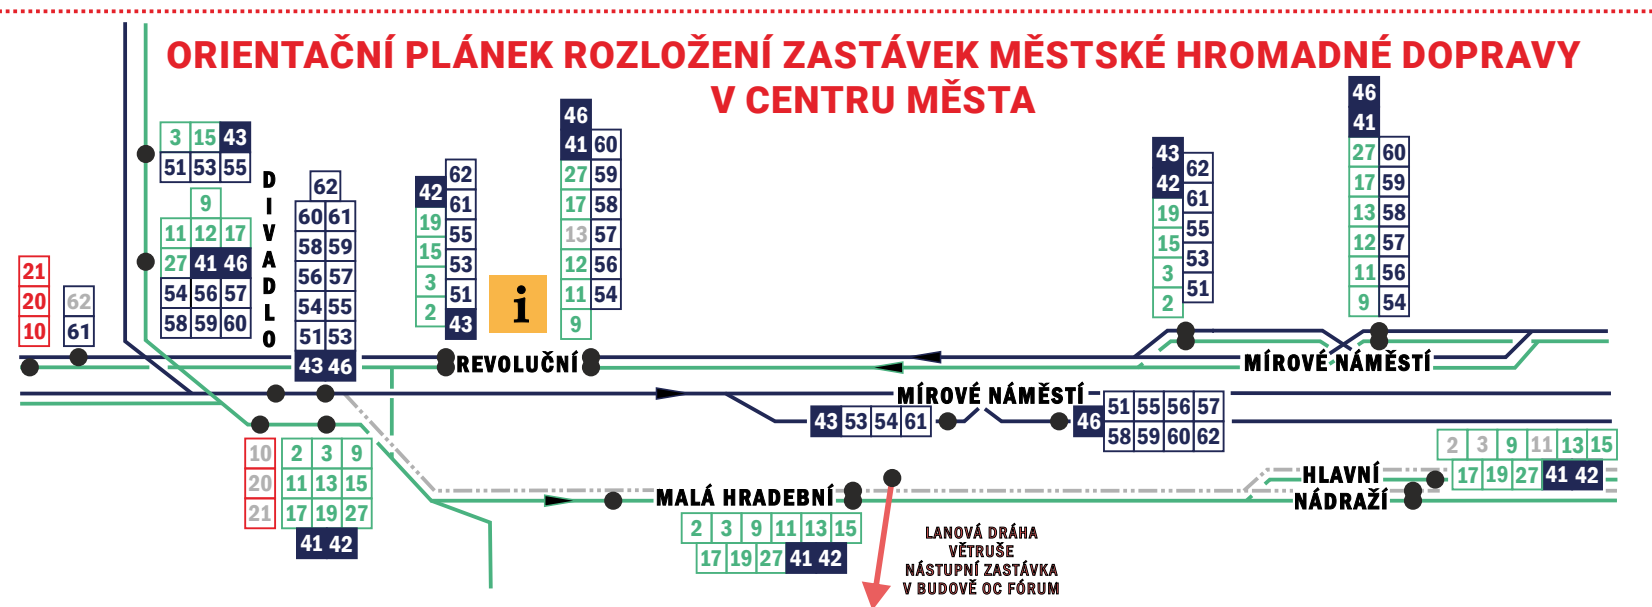 ORIENTAČNÍ PLÁNEK ROZLOŽENÍ ZASTÁVEK MĚSTSKÉ HROMADNÉ DOPRAVY
V CENTRU MĚSTA
3 15 43
51 53 55
9
11 12 17
27 41 46
54 56 57
58 59 60
DIVADLO
21
20
10
62
61
62
60 61
58 59
56 57
54 55
51 53
43 46
42
19
15
3
2
62
61
55
53
51
43
i
46
41
27
17
13
12
11
9
60
59
58
57
56
54
REVOLUČNÍ
43
42
19
15
3
2
62
61
55
53
51
46
41
27
17
13
12
11
9
60
59
58
57
56
54
MÍROVÉ NÁMĚSTÍ
MÍROVÉ NÁMĚSTÍ
43 53 54 61
46
51 55 56 57
58 59 60 62
10
20
21
2 3 9
11 13 15
17 19 27
41 42
MALÁ HRADEBNÍ
2 3 9 11 13 15
17 19 27 41 42
LANOVÁ DRÁHA
VĚTRUŠE
NÁSTUPNÍ ZASTÁVKA
V BUDOVĚ OC FÓRUM
HLAVNÍ
NÁDRAŽÍ
2 3 9 11 13 15
17 19 27 41 42